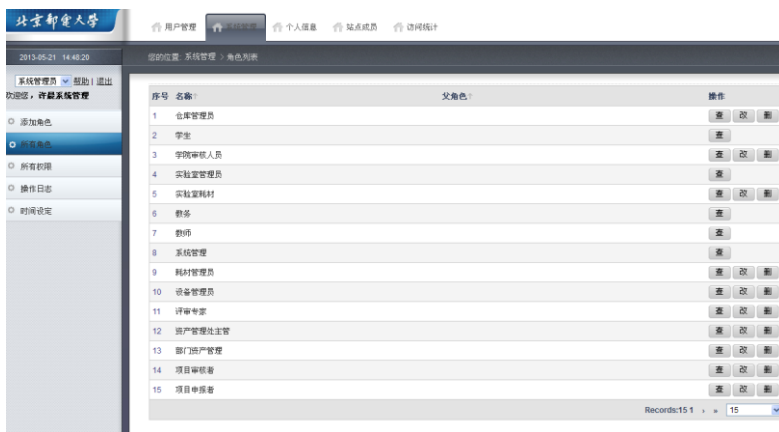 北京邮电大学
用户管理 系统管理 个人信息 站点成员 访问统计
2013-05-21 14:48:20
您的位置: 系统管理 > 角色列表
系统管理员 帮助 | 退出
欢迎您，许晨系统管理
添加角色
所有角色
所有权限
操作日志
时间设定
序号 名称↑ 父角色↑ 操作
1 仓库管理员 查 改 删
2 学生 查
3 学院审核人员 查 改 删
4 实验室管理员 查
5 实验室耗材 查 改 删
6 教务 查
7 教师 查
8 系统管理 查
9 耗材管理员 查 改 删
10 设备管理员 查 改 删
11 评审专家 查 改 删
12 资产管理处主管 查 改 删
13 部门资产管理 查 改 删
14 项目审核者 查 改 删
15 项目申报者 查 改 删
Records:15 1 › » 15